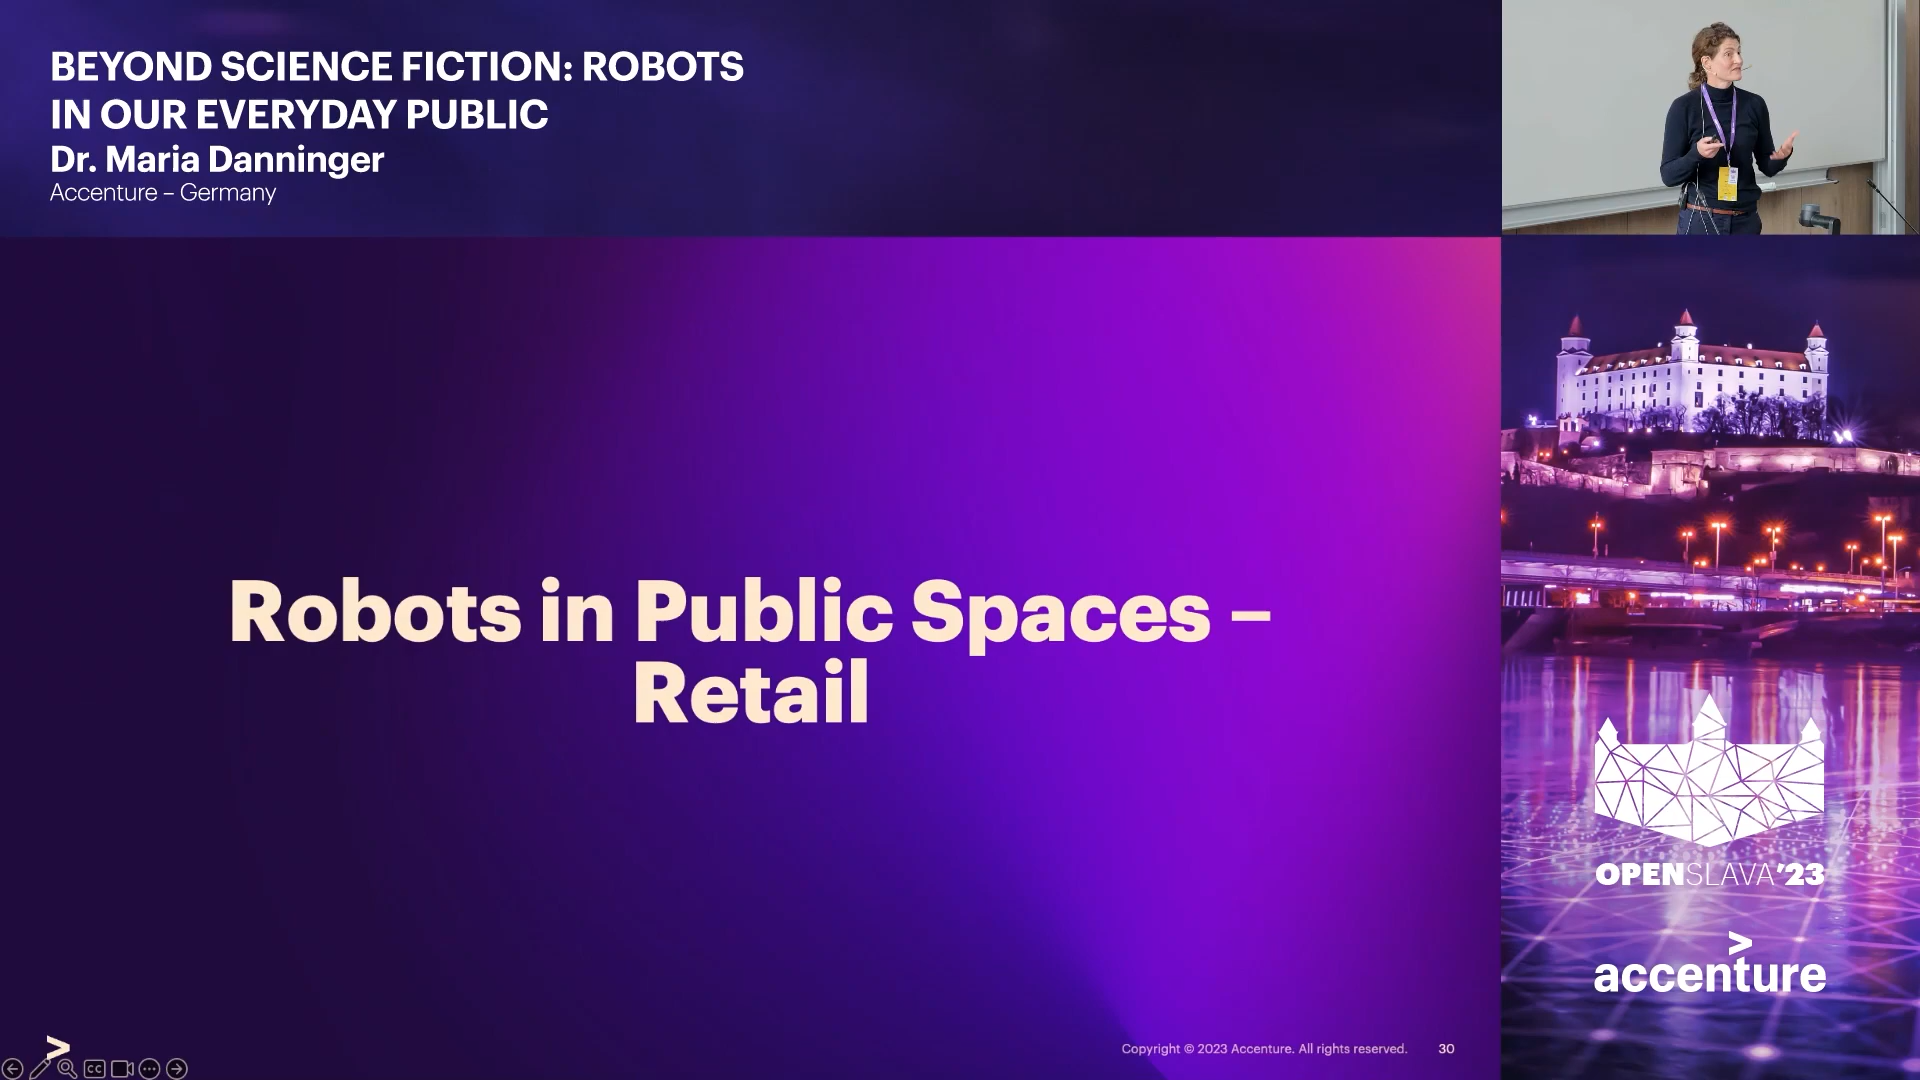 BEYOND SCIENCE FICTION: ROBOTS
IN OUR EVERYDAY PUBLIC
Dr. Maria Danninger
Accenture – Germany
Robots in Public Spaces –
Retail
OPENSLAVA'23
accenture
Copyright © 2023 Accenture. All rights reserved. 30
CC